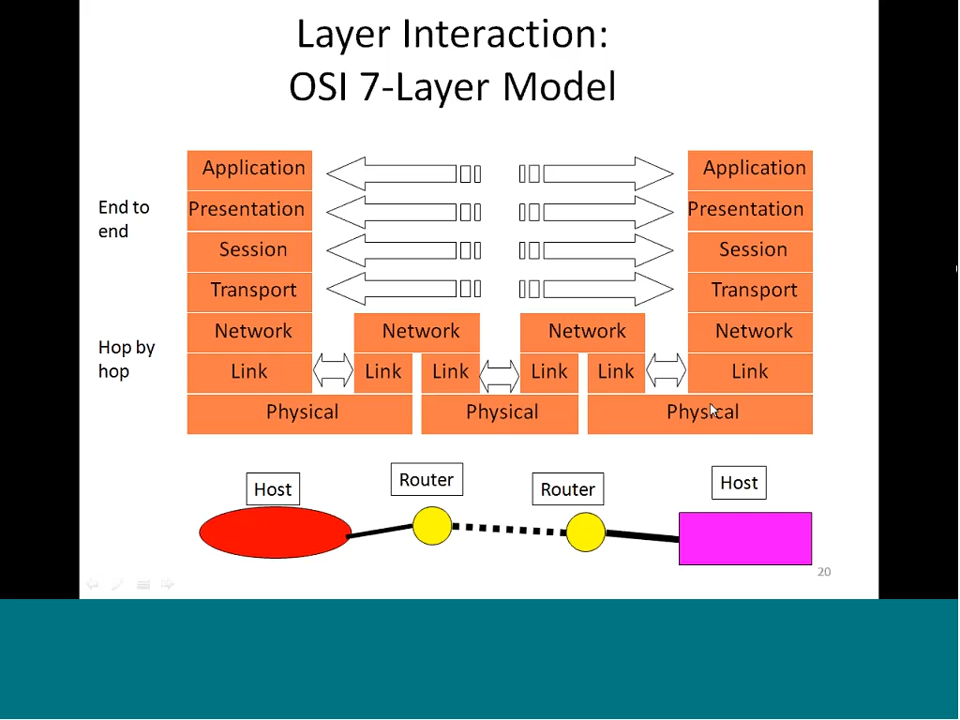 Layer Interaction:
OSI 7-Layer Model
Application Application
End to
end
Presentation Presentation
Session Session
Transport Transport
Hop by
hop
Network Network Network Network
Link Link Link Link Link Link
Physical Physical Physical
Host Router Router Host
20